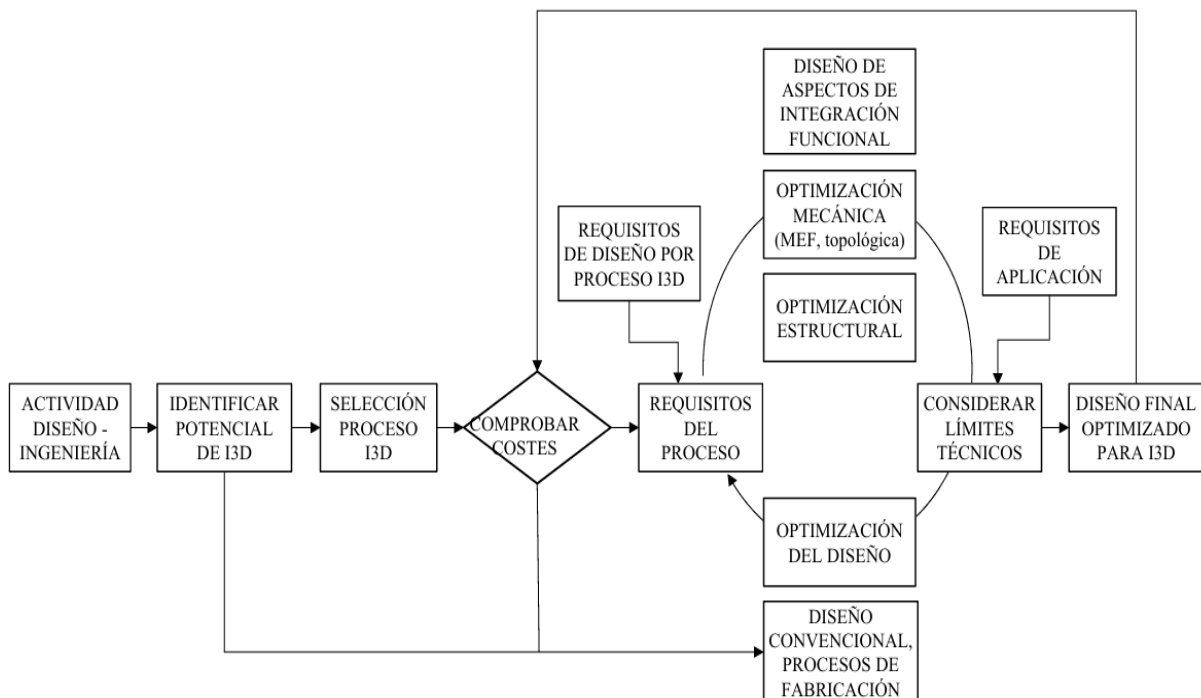 DISEÑO DE
ASPECTOS DE
INTEGRACIÓN
FUNCIONAL
OPTIMIZACIÓN
MECÁNICA
(MEF, topológica)
REQUISITOS
DE DISEÑO POR
PROCESO I3D
REQUISITOS
DE
APLICACIÓN
OPTIMIZACIÓN
ESTRUCTURAL
ACTIVIDAD
DISEÑO -
INGENIERÍA
IDENTIFICAR
POTENCIAL
DE I3D
SELECCIÓN
PROCESO
I3D
COMPROBAR
COSTES
REQUISITOS
DEL
PROCESO
CONSIDERAR
LÍMITES
TÉCNICOS
DISEÑO FINAL
OPTIMIZADO
PARA I3D
OPTIMIZACIÓN
DEL DISEÑO
DISEÑO
CONVENCIONAL,
PROCESOS DE
FABRICACIÓN